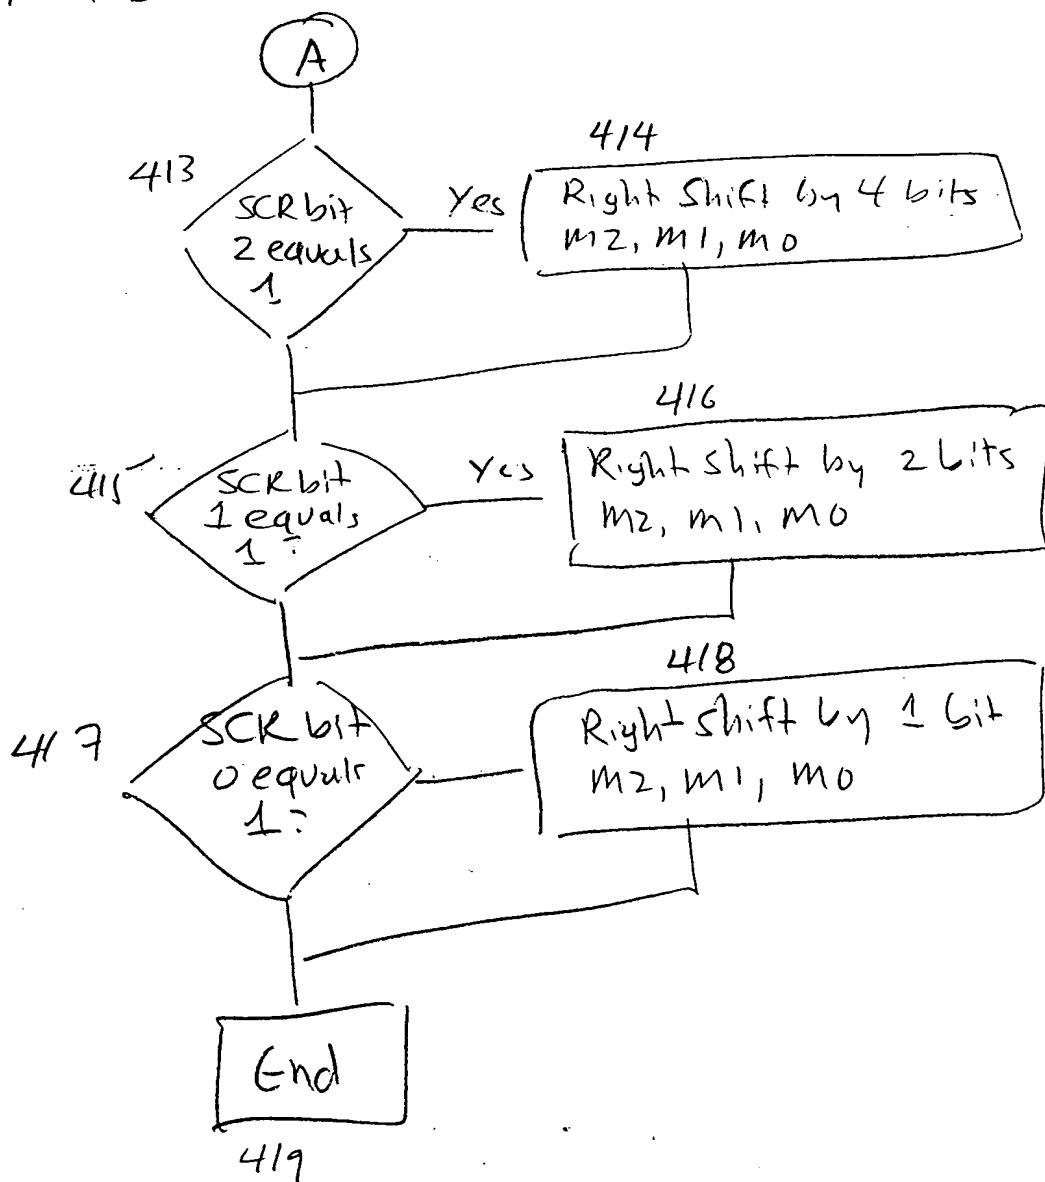 A
413
SCR bit
2 equals
1
Yes
414
Right Shift by 4 bits
m2, m1, m0
415
SCR bit
1 equals
1?
Yes
416
Right Shift by 2 bits
m2, m1, m0
417
SCR bit
0 equals
1?
418
Right Shift by 1 bit
m2, m1, m0
End
419